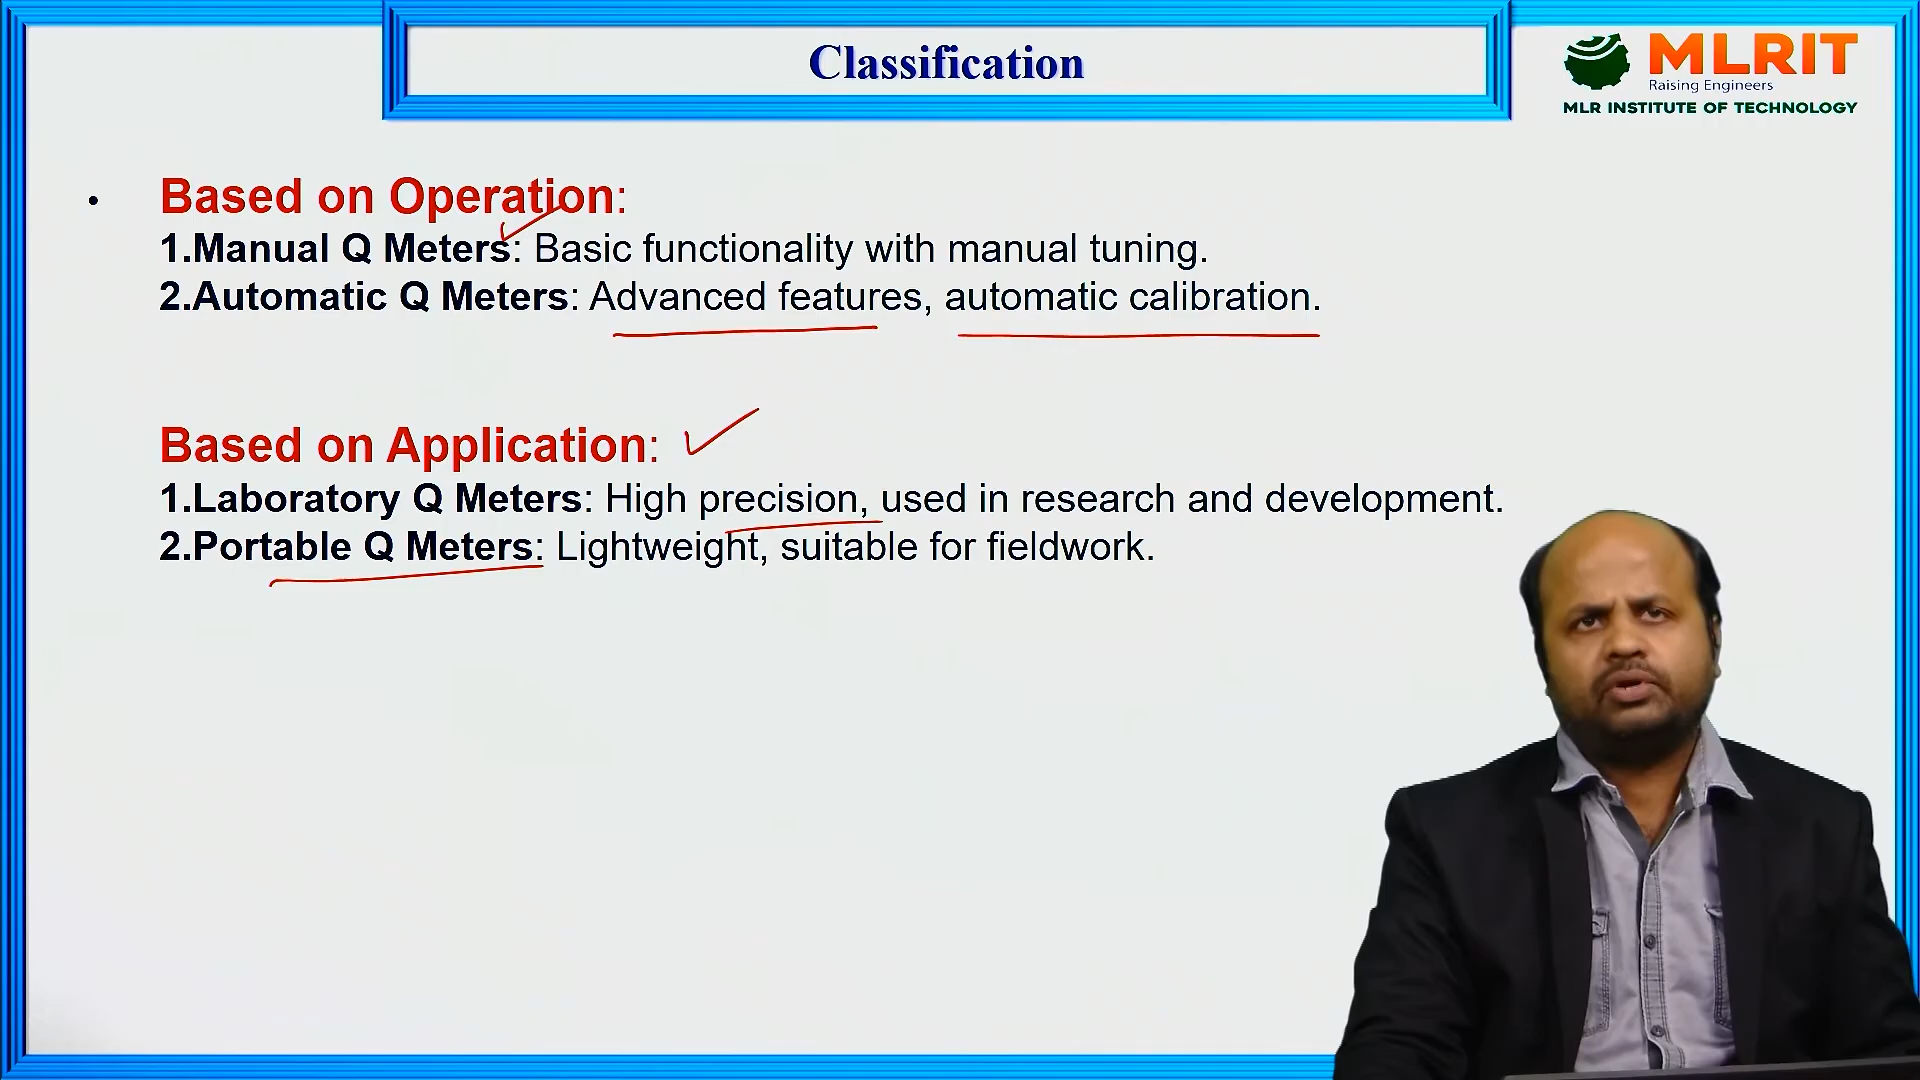 Classification
MLRIT
Raising Engineers
MLR INSTITUTE OF TECHNOLOGY
• Based on Operation:
1.Manual Q Meters: Basic functionality with manual tuning.
2.Automatic Q Meters: Advanced features, automatic calibration.
Based on Application:
1.Laboratory Q Meters: High precision, used in research and development.
2.Portable Q Meters: Lightweight, suitable for fieldwork.